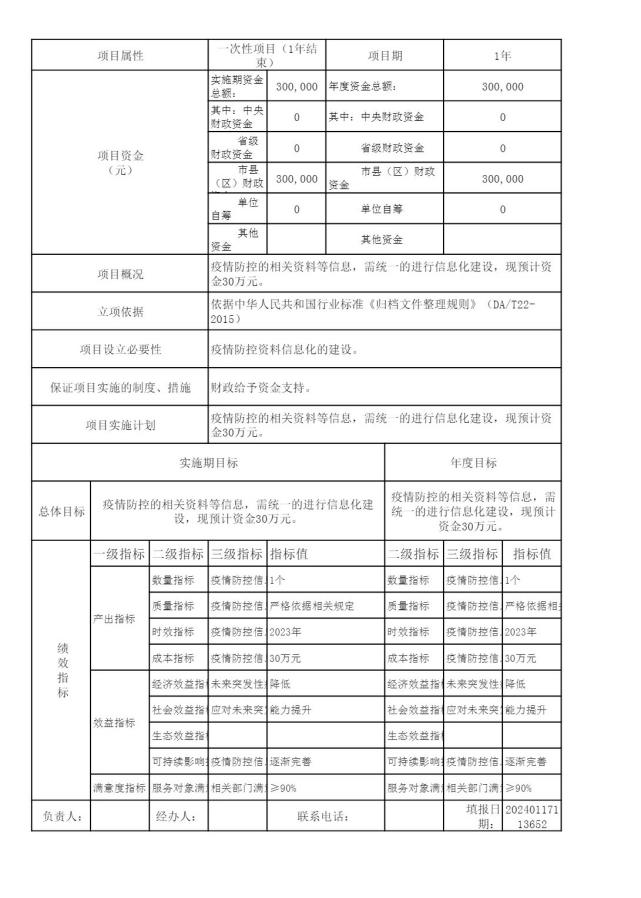 项目属性 一次性项目（1年结束） 项目期 1年
项目资金（元） 实施期资金总额： 300,000 年度资金总额： 300,000
其中：中央财政资金 0 其中：中央财政资金 0
省级财政资金 0 省级财政资金 0
市县（区）财政 300,000 市县（区）财政资金 300,000
单位自筹 0 单位自筹 0
其他资金 其他资金
项目概况 疫情防控的相关资料等信息，需统一的进行信息化建设，现预计资金30万元。
立项依据 依据中华人民共和国行业标准《归档文件整理规则》（DA/T22-2015）
项目设立必要性 疫情防控资料信息化的建设。
保证项目实施的制度、措施 财政给予资金支持。
项目实施计划 疫情防控的相关资料等信息，需统一的进行信息化建设，现预计资金30万元。
实施期目标 年度目标
总体目标 疫情防控的相关资料等信息，需统一的进行信息化建设，现预计资金30万元。 疫情防控的相关资料等信息，需统一的进行信息化建设，现预计资金30万元。
绩效指标 一级指标 二级指标 三级指标 指标值 二级指标 三级指标 指标值
产出指标 数量指标 疫情防控信 1个 数量指标 疫情防控信 1个
质量指标 疫情防控信 严格依据相关规定 质量指标 疫情防控信 严格依据相
时效指标 疫情防控信 2023年 时效指标 疫情防控信 2023年
成本指标 疫情防控信 30万元 成本指标 疫情防控信 30万元
效益指标 经济效益指 未来突发性 降低 经济效益指 未来突发性 降低
社会效益指 应对未来突 能力提升 社会效益指 应对未来突 能力提升
生态效益指 生态效益指
可持续影响 疫情防控信 逐渐完善 可持续影响 疫情防控信 逐渐完善
满意度指标 服务对象满 相关部门满 ≥90% 服务对象满 相关部门满 ≥90%
负责人： 经办人： 联系电话： 填报日期： 20240117113652